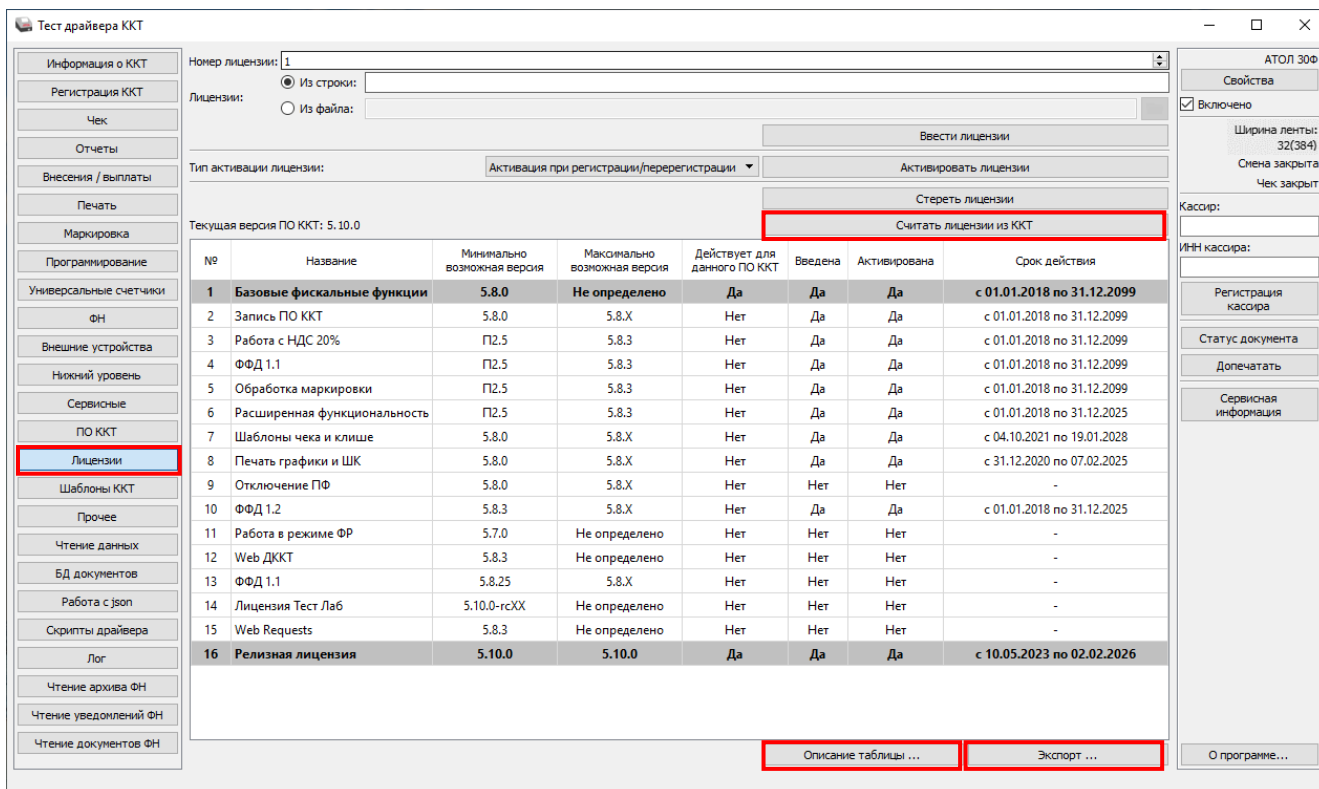 Тест драйвера ККТ
Информация о ККТ
Регистрация ККТ
Чек
Отчеты
Внесения / выплаты
Печать
Маркировка
Программирование
Универсальные счетчики
ФН
Внешние устройства
Нижний уровень
Сервисные
ПО ККТ
Лицензии
Шаблоны ККТ
Прочее
Чтение данных
БД документов
Работа с json
Скрипты драйвера
Лог
Чтение архива ФН
Чтение уведомлений ФН
Чтение документов ФН
Номер лицензии: 1
Лицензии:
Из строки:
Из файла:
Ввести лицензии
Тип активации лицензии: Активация при регистрации/перерегистрации Активировать лицензии
Стереть лицензии
Текущая версия ПО ККТ: 5.10.0 Считать лицензии из ККТ
№ Название Минимально возможная версия Максимально возможная версия Действует для данного ПО ККТ Введена Активирована Срок действия
1 Базовые фискальные функции 5.8.0 Не определено Да Да Да с 01.01.2018 по 31.12.2099
2 Запись ПО ККТ 5.8.0 5.8.X Нет Да Да с 01.01.2018 по 31.12.2099
3 Работа с НДС 20% П2.5 5.8.3 Нет Да Да с 01.01.2018 по 31.12.2099
4 ФФД 1.1 П2.5 5.8.3 Нет Да Да с 01.01.2018 по 31.12.2099
5 Обработка маркировки П2.5 5.8.3 Нет Да Да с 01.01.2018 по 31.12.2099
6 Расширенная функциональность П2.5 5.8.3 Нет Да Да с 01.01.2018 по 31.12.2025
7 Шаблоны чека и клише 5.8.0 5.8.X Нет Да Да с 04.10.2021 по 19.01.2028
8 Печать графики и ШК 5.8.0 5.8.X Нет Да Да с 31.12.2020 по 07.02.2025
9 Отключение ПФ 5.8.0 5.8.X Нет Нет Нет -
10 ФФД 1.2 5.8.3 5.8.X Нет Да Да с 01.01.2018 по 31.12.2025
11 Работа в режиме ФР 5.7.0 Не определено Нет Нет Нет -
12 Web ДККТ 5.8.3 Не определено Нет Нет Нет -
13 ФФД 1.1 5.8.25 5.8.X Нет Нет Нет -
14 Лицензия Тест Лаб 5.10.0-rcXX Не определено Нет Нет Нет -
15 Web Requests 5.8.3 Не определено Нет Нет Нет -
16 Релизная лицензия 5.10.0 5.10.0 Да Да Да с 10.05.2023 по 02.02.2026
Описание таблицы ... Экспорт ...
АТОЛ 30Ф
Свойства
Включено
Ширина ленты:
32(384)
Смена закрыта
Чек закрыт
Кассир:
ИНН кассира:
Регистрация
кассира
Статус документа
Допечатать
Сервисная
информация
О программе...